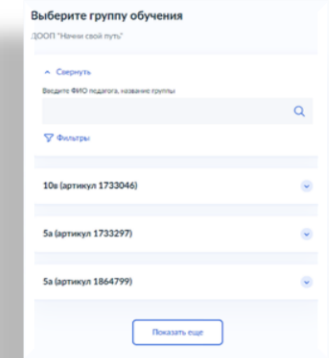 Выберите группу обучения
ДООП "Начни свой путь"
Свернуть
Введите ФИО педагога, название группы
Фильтры
10в (артикул 1733046)
5а (артикул 1733297)
5а (артикул 1864799)
Показать еще